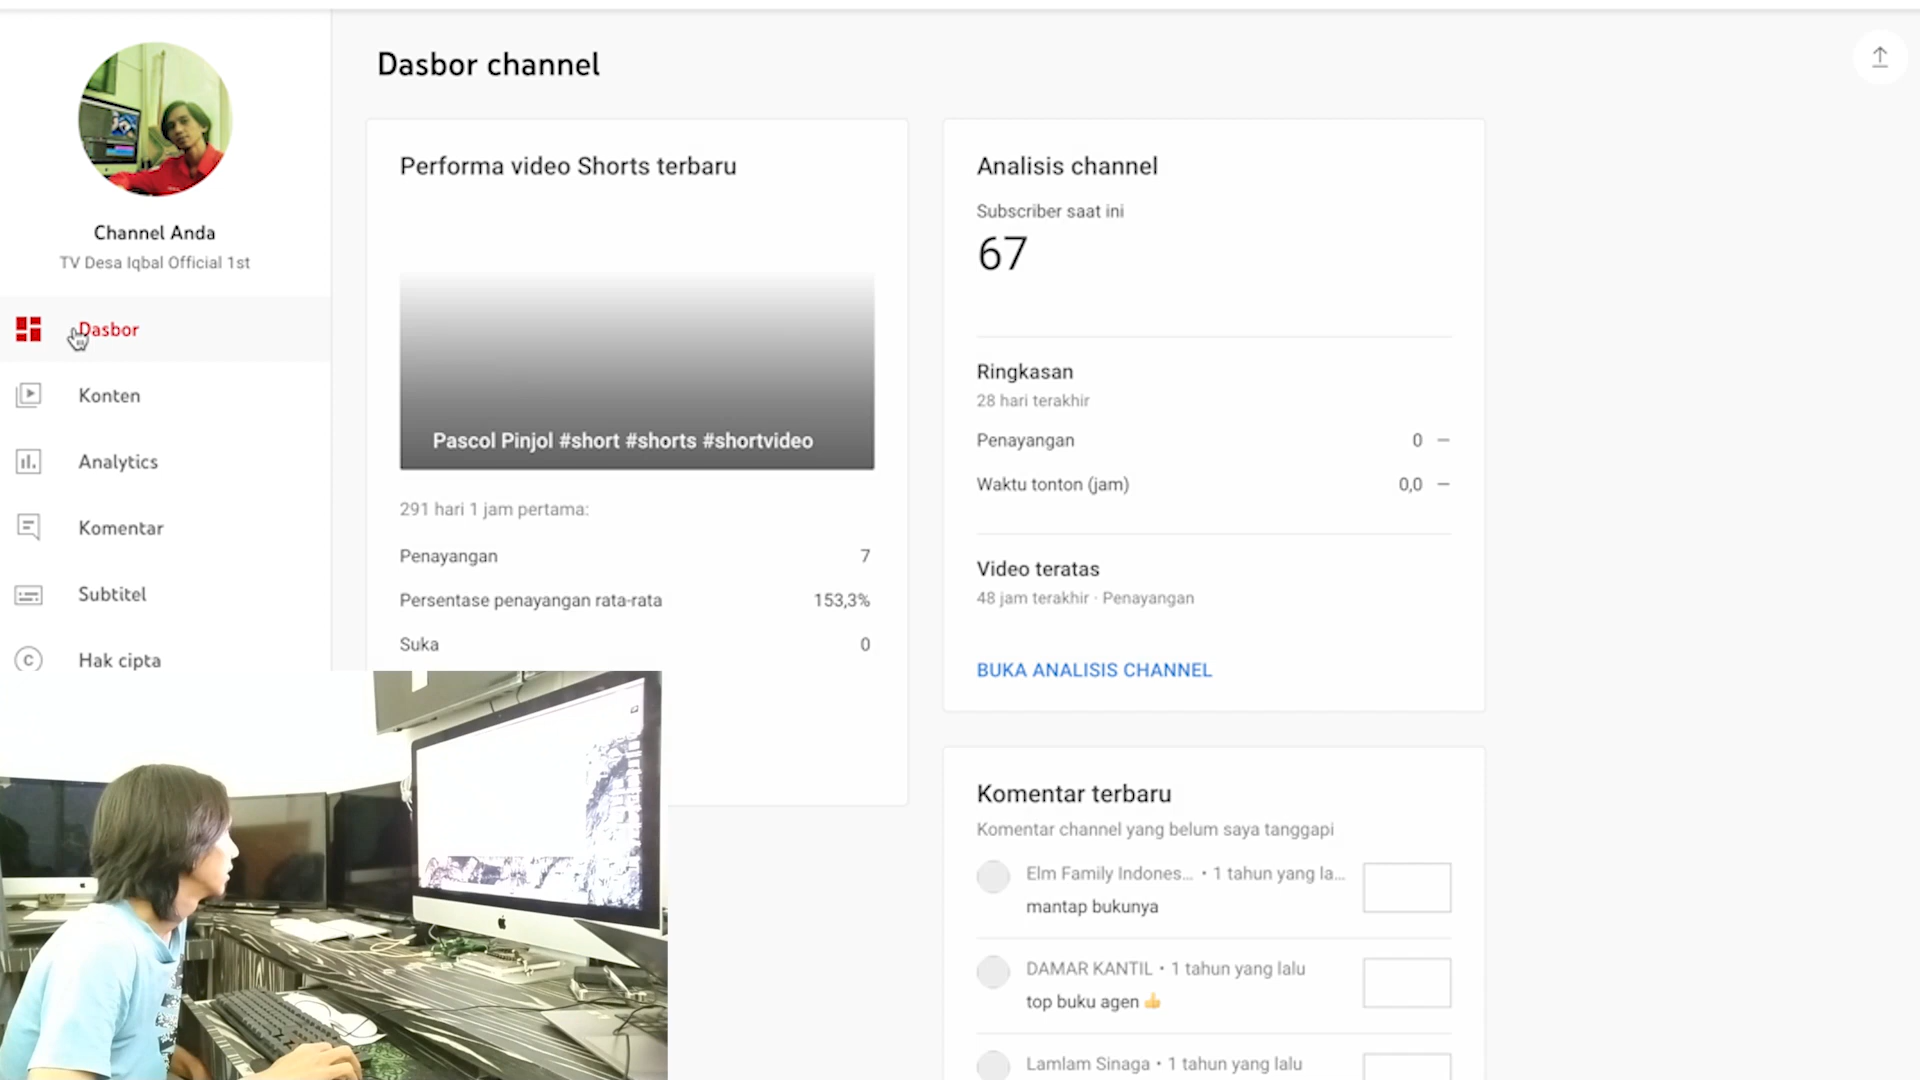 Dasbor channel
Channel Anda
TV Desa Iqbal Official 1st
Dasbor
Konten
Analytics
Komentar
Subtitel
Hak cipta
Performa video Shorts terbaru
Pascol Pinjol #short #shorts #shortvideo
291 hari 1 jam pertama:
Penayangan 7
Persentase penayangan rata-rata 153,3%
Suka 0
Analisis channel
Subscriber saat ini
67
Ringkasan
28 hari terakhir
Penayangan 0 —
Waktu tonton (jam) 0,0 —
Video teratas
48 jam terakhir · Penayangan
BUKA ANALISIS CHANNEL
Komentar terbaru
Komentar channel yang belum saya tanggapi
Elm Family Indones... • 1 tahun yang la...
mantap bukunya
DAMAR KANTIL • 1 tahun yang lalu
top buku agen 👍
Lamlam Sinaga • 1 tahun yang lalu